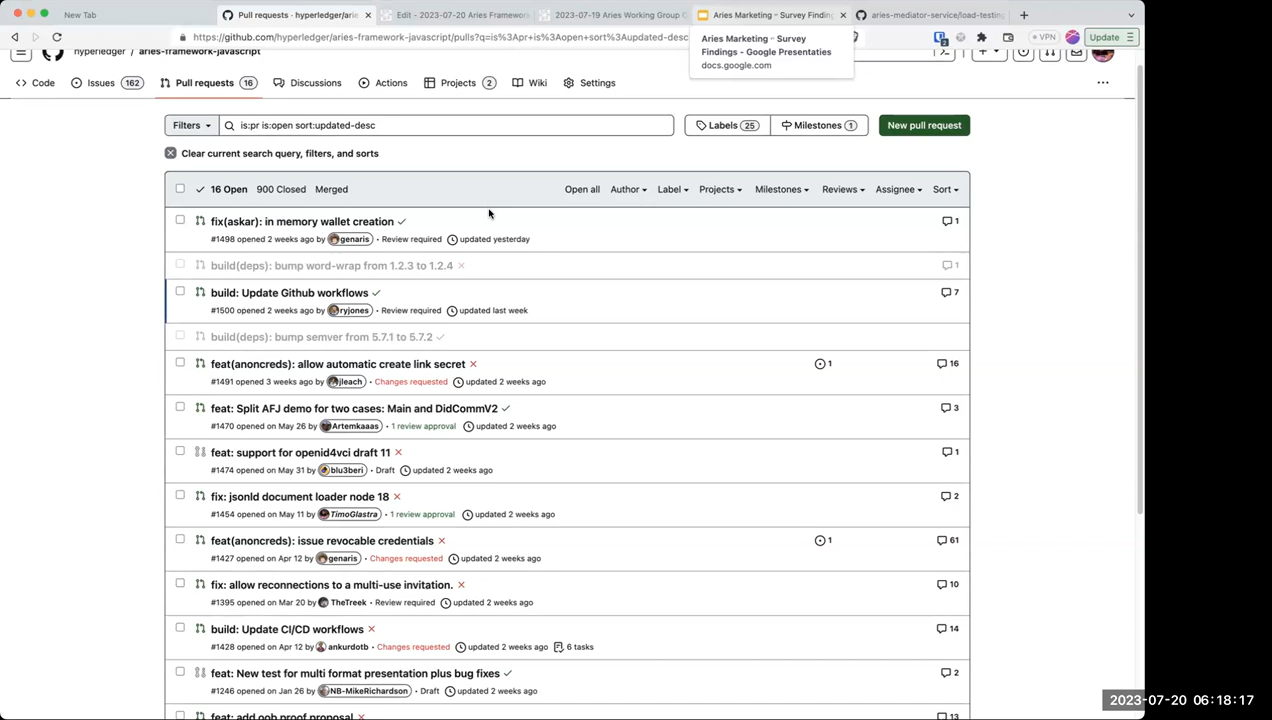 New Tab
Pull requests · hyperledger/arie
Edit - 2023-07-20 Aries Framewor
2023-07-19 Aries Working Group
Aries Marketing – Survey Findin
aries-mediator-service/load-testing
https://github.com/hyperledger/aries-framework-javascript/pulls?q=is%3Apr+is%3Aopen+sort%3Aupdated-desc
VPN
Update
Aries Marketing – Survey
Findings – Google Presentaties
docs.google.com
hyperledger / aries-framework-javascript
Code
Issues 162
Pull requests 16
Discussions
Actions
Projects 2
Wiki
Settings
Filters
is:pr is:open sort:updated-desc
Labels 25
Milestones 1
New pull request
Clear current search query, filters, and sorts
16 Open 900 Closed Merged
Open all Author Label Projects Milestones Reviews Assignee Sort
fix(askar): in memory wallet creation 1
#1498 opened 2 weeks ago by genaris • Review required updated yesterday
build(deps): bump word-wrap from 1.2.3 to 1.2.4 1
build: Update Github workflows 7
#1500 opened 2 weeks ago by ryjones • Review required updated last week
build(deps): bump semver from 5.7.1 to 5.7.2
feat(anoncreds): allow automatic create link secret 1 16
#1491 opened 3 weeks ago by jleach • Changes requested updated 2 weeks ago
feat: Split AFJ demo for two cases: Main and DidCommV2 3
#1470 opened on May 26 by Artemkaaas • 1 review approval updated 2 weeks ago
feat: support for openid4vci draft 11 1
#1474 opened on May 31 by blu3beri • Draft updated 2 weeks ago
fix: jsonld document loader node 18 2
#1454 opened on May 11 by TimoGlastra • 1 review approval updated 2 weeks ago
feat(anoncreds): issue revocable credentials 1 61
#1427 opened on Apr 12 by genaris • Changes requested updated 2 weeks ago
fix: allow reconnections to a multi-use invitation. 10
#1395 opened on Mar 20 by TheTreek • Review required updated 2 weeks ago
build: Update CI/CD workflows 14
#1428 opened on Apr 12 by ankurdotb • Changes requested updated 2 weeks ago 6 tasks
feat: New test for multi format presentation plus bug fixes 2
#1246 opened on Jan 26 by NB-MikeRichardson • Draft updated 2 weeks ago
feat: add oob proof proposal 13
2023-07-20 06:18:17